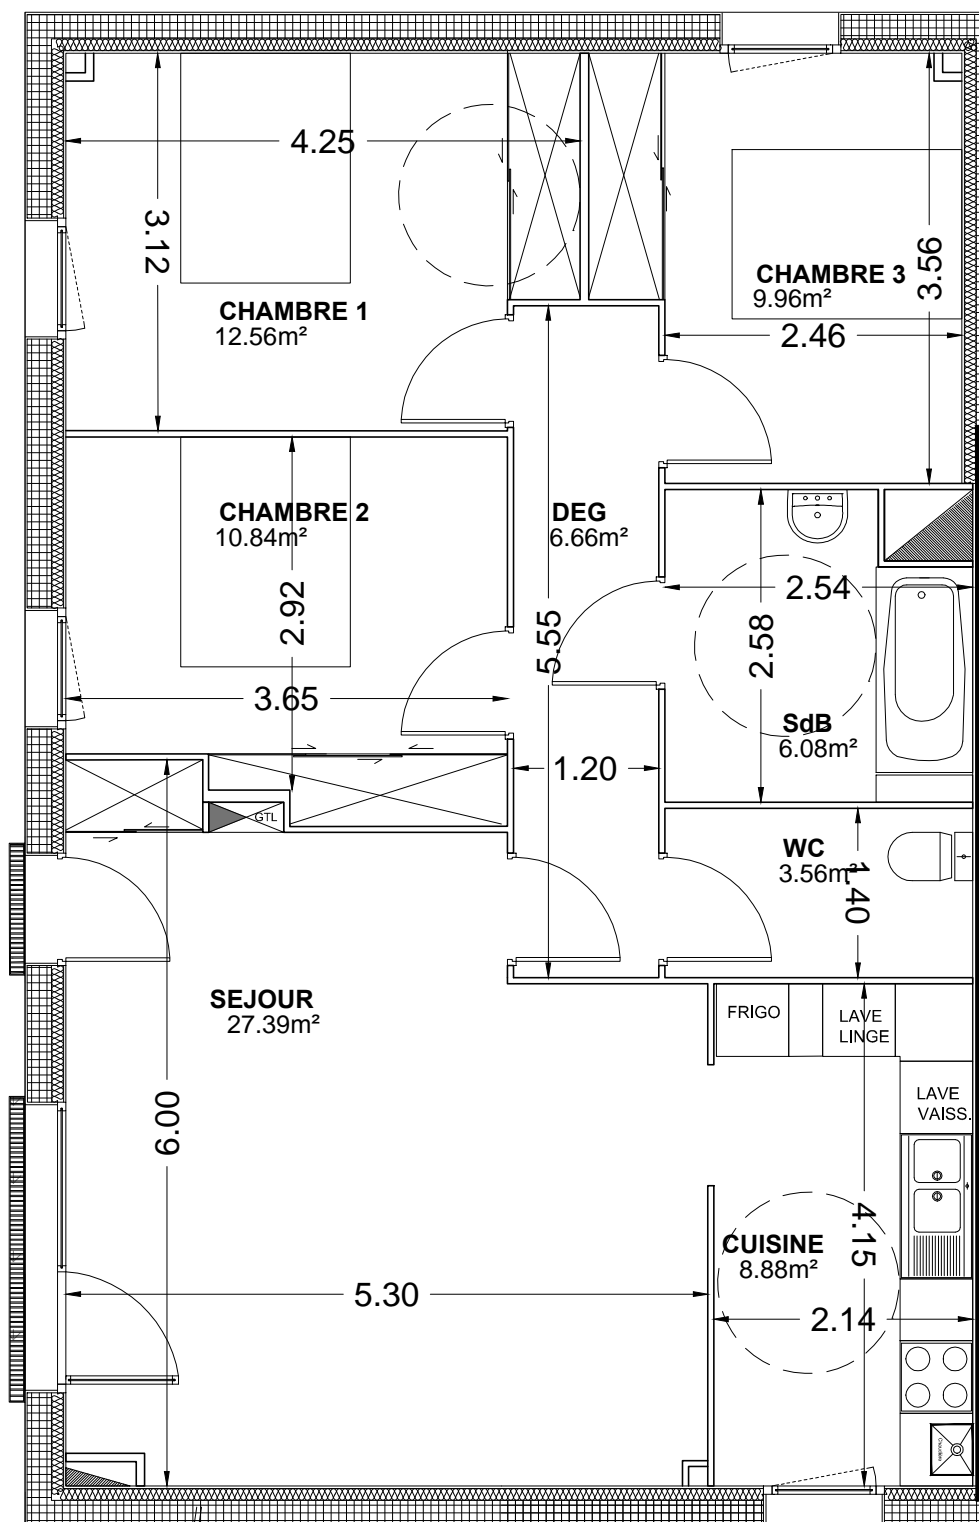 4.25
3.12
CHAMBRE 1
12.56m²
CHAMBRE 3
9.96m²
3.56
2.46
CHAMBRE 2
10.84m²
2.92
3.65
DEG
6.66m²
5.55
1.20
2.54
2.58
SdB
6.08m²
GTL
WC
3.56m²
1.40
SEJOUR
27.39m²
6.00
5.30
FRIGO
LAVE
LINGE
LAVE
VAISS.
4.15
CUISINE
8.88m²
2.14